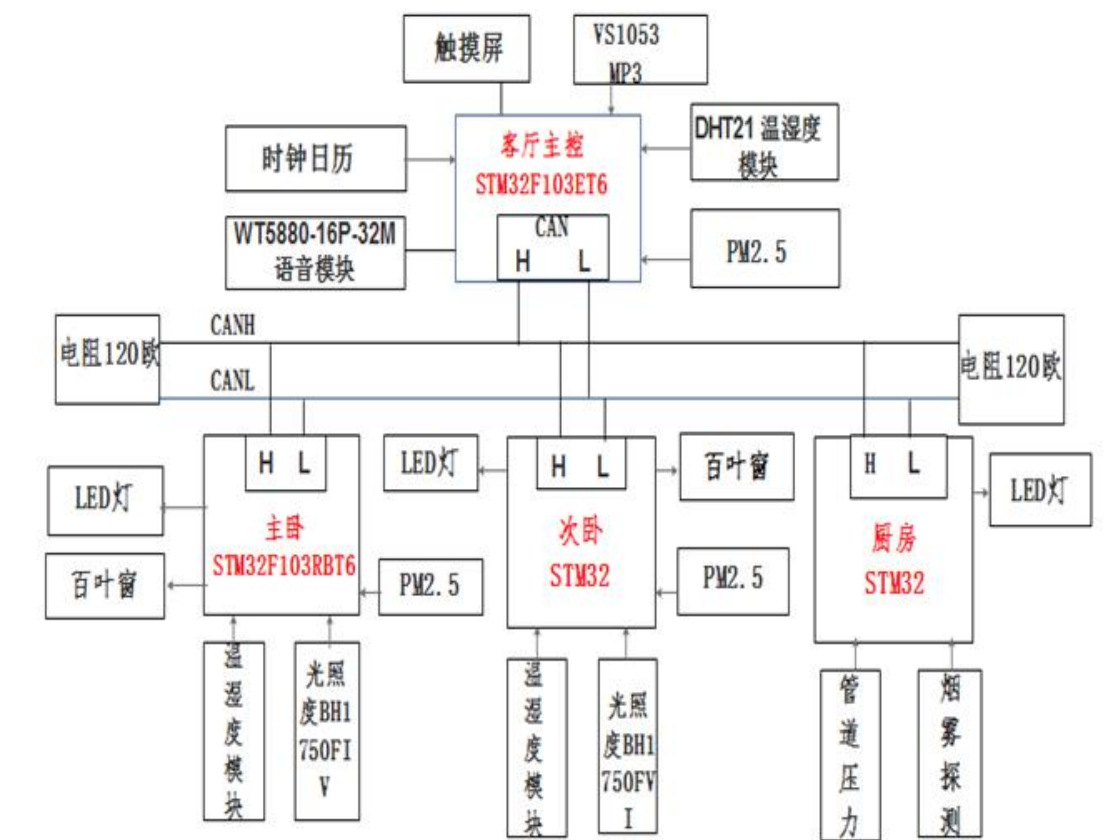 触摸屏
VS1053
MP3
时钟日历
客厅主控
STM32F103ET6
DHT21 温湿度
模块
WT5880-16P-32M
语音模块
CAN
H L
PM2.5
电阻120欧
CANH
CANL
电阻120欧
LED灯
百叶窗
H L
主卧
STM32F103RBT6
PM2.5
温
湿
度
模
块
光照
度BH1
750FI
V
LED灯
H L
次卧
STM32
百叶窗
PM2.5
温
湿
度
模
块
光照
度BH1
750FV
I
H L
厨房
STM32
LED灯
管
道
压
力
烟
雾
探
测